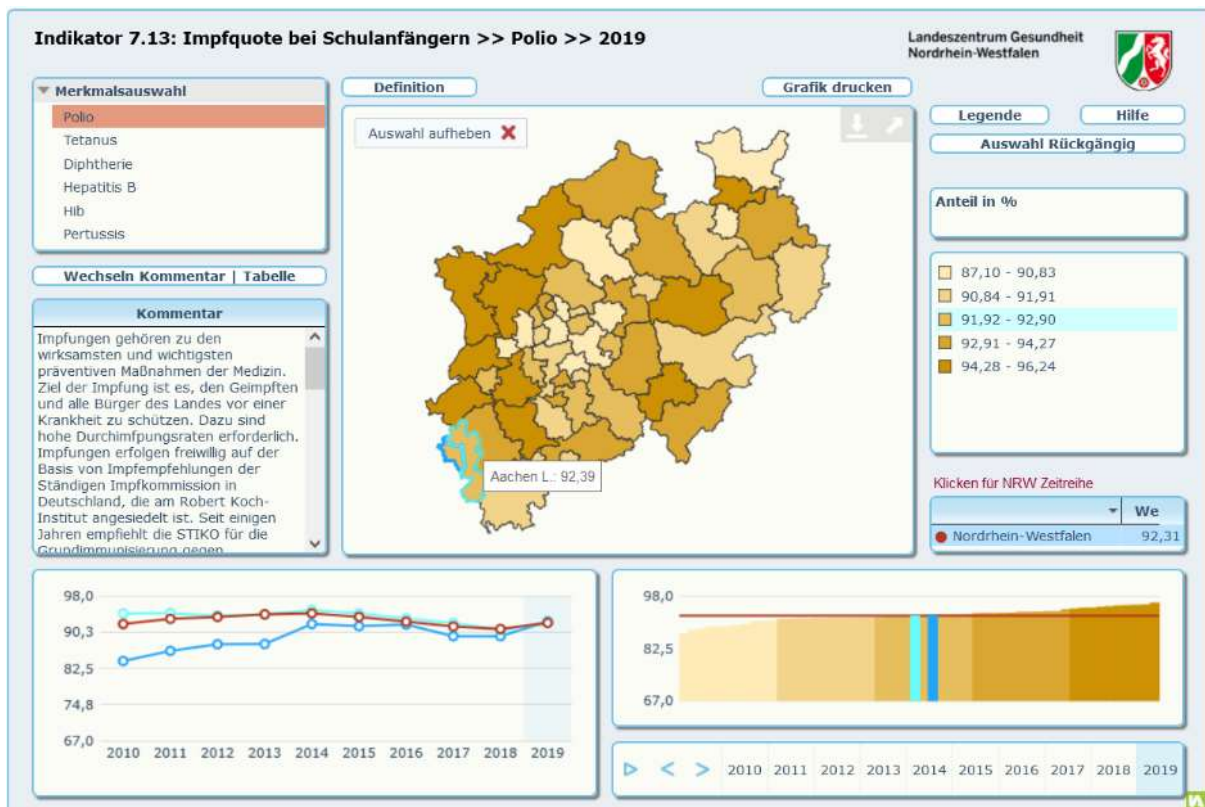 Indikator 7.13: Impfquote bei Schulanfängern >> Polio >> 2019
Landeszentrum Gesundheit
Nordrhein-Westfalen
Merkmalsauswahl
Polio
Tetanus
Diphtherie
Hepatitis B
Hib
Pertussis
Wechseln Kommentar | Tabelle
Kommentar
Impfungen gehören zu den
wirksamsten und wichtigsten
präventiven Maßnahmen der Medizin.
Ziel der Impfung ist es, den Geimpften
und alle Bürger des Landes vor einer
Krankheit zu schützen. Dazu sind
hohe Durchimfpungsraten erforderlich.
Impfungen erfolgen freiwillig auf der
Basis von Impfempfehlungen der
Ständigen Impfkommission in
Deutschland, die am Robert Koch-
Institut angesiedelt ist. Seit einigen
Jahren empfiehlt die STIKO für die
Grundimmunisierung gegen
Definition
Grafik drucken
Auswahl aufheben
Aachen L.: 92,39
Legende
Hilfe
Auswahl Rückgängig
Anteil in %
87,10 - 90,83
90,84 - 91,91
91,92 - 92,90
92,91 - 94,27
94,28 - 96,24
Klicken für NRW Zeitreihe
We
Nordrhein-Westfalen 92,31
98,0
90,3
82,5
74,8
67,0
2010 2011 2012 2013 2014 2015 2016 2017 2018 2019
98,0
82,5
67,0
2010 2011 2012 2013 2014 2015 2016 2017 2018 2019